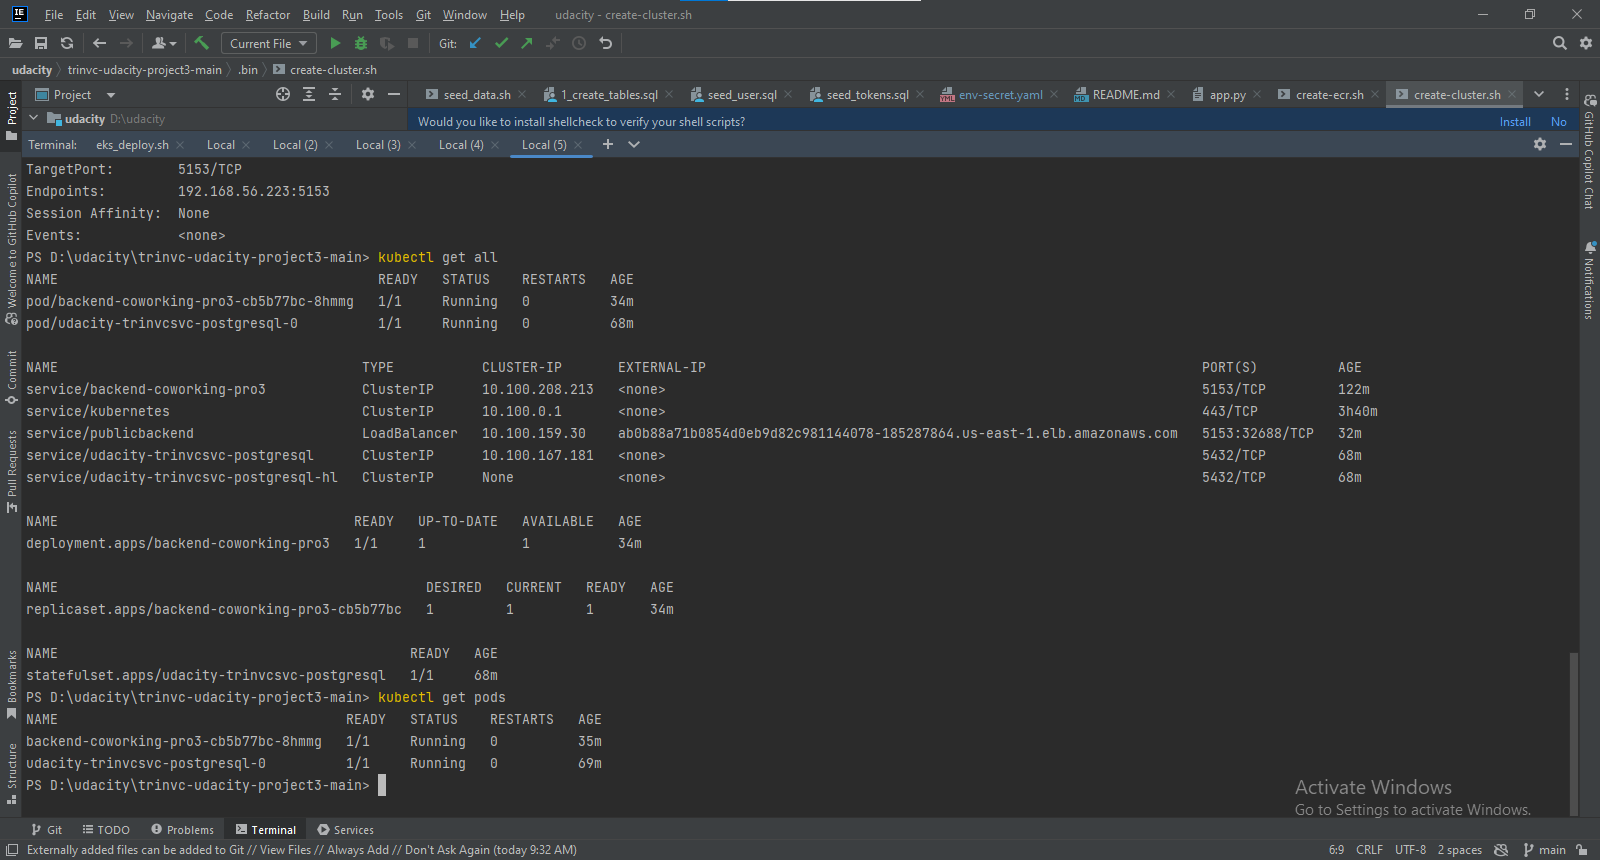 File Edit View Navigate Code Refactor Build Run Tools Git Window Help udacity - create-cluster.sh
Current File Git:
udacity trinvc-udacity-project3-main .bin create-cluster.sh
Project seed_data.sh 1_create_tables.sql seed_user.sql seed_tokens.sql env-secret.yaml README.md app.py create-ecr.sh create-cluster.sh
udacity D:\udacity Would you like to install shellcheck to verify your shell scripts? Install No
Terminal: eks_deploy.sh Local Local (2) Local (3) Local (4) Local (5)
TargetPort: 5153/TCP
Endpoints: 192.168.56.223:5153
Session Affinity: None
Events: <none>
PS D:\udacity\trinvc-udacity-project3-main> kubectl get all
NAME READY STATUS RESTARTS AGE
pod/backend-coworking-pro3-cb5b77bc-8hmmg 1/1 Running 0 34m
pod/udacity-trinvcsvc-postgresql-0 1/1 Running 0 68m
NAME TYPE CLUSTER-IP EXTERNAL-IP PORT(S) AGE
service/backend-coworking-pro3 ClusterIP 10.100.208.213 <none> 5153/TCP 122m
service/kubernetes ClusterIP 10.100.0.1 <none> 443/TCP 3h40m
service/publicbackend LoadBalancer 10.100.159.30 ab0b88a71b0854d0eb9d82c981144078-185287864.us-east-1.elb.amazonaws.com 5153:32688/TCP 32m
service/udacity-trinvcsvc-postgresql ClusterIP 10.100.167.181 <none> 5432/TCP 68m
service/udacity-trinvcsvc-postgresql-hl ClusterIP None <none> 5432/TCP 68m
NAME READY UP-TO-DATE AVAILABLE AGE
deployment.apps/backend-coworking-pro3 1/1 1 1 34m
NAME DESIRED CURRENT READY AGE
replicaset.apps/backend-coworking-pro3-cb5b77bc 1 1 1 34m
NAME READY AGE
statefulset.apps/udacity-trinvcsvc-postgresql 1/1 68m
PS D:\udacity\trinvc-udacity-project3-main> kubectl get pods
NAME READY STATUS RESTARTS AGE
backend-coworking-pro3-cb5b77bc-8hmmg 1/1 Running 0 35m
udacity-trinvcsvc-postgresql-0 1/1 Running 0 69m
PS D:\udacity\trinvc-udacity-project3-main>
Activate Windows
Go to Settings to activate Windows.
Project
Welcome to GitHub Copilot
Commit
Pull Requests
Bookmarks
Structure
GitHub Copilot Chat
Notifications
Git TODO Problems Terminal Services
Externally added files can be added to Git // View Files // Always Add // Don't Ask Again (today 9:32 AM) 6:9 CRLF UTF-8 2 spaces main